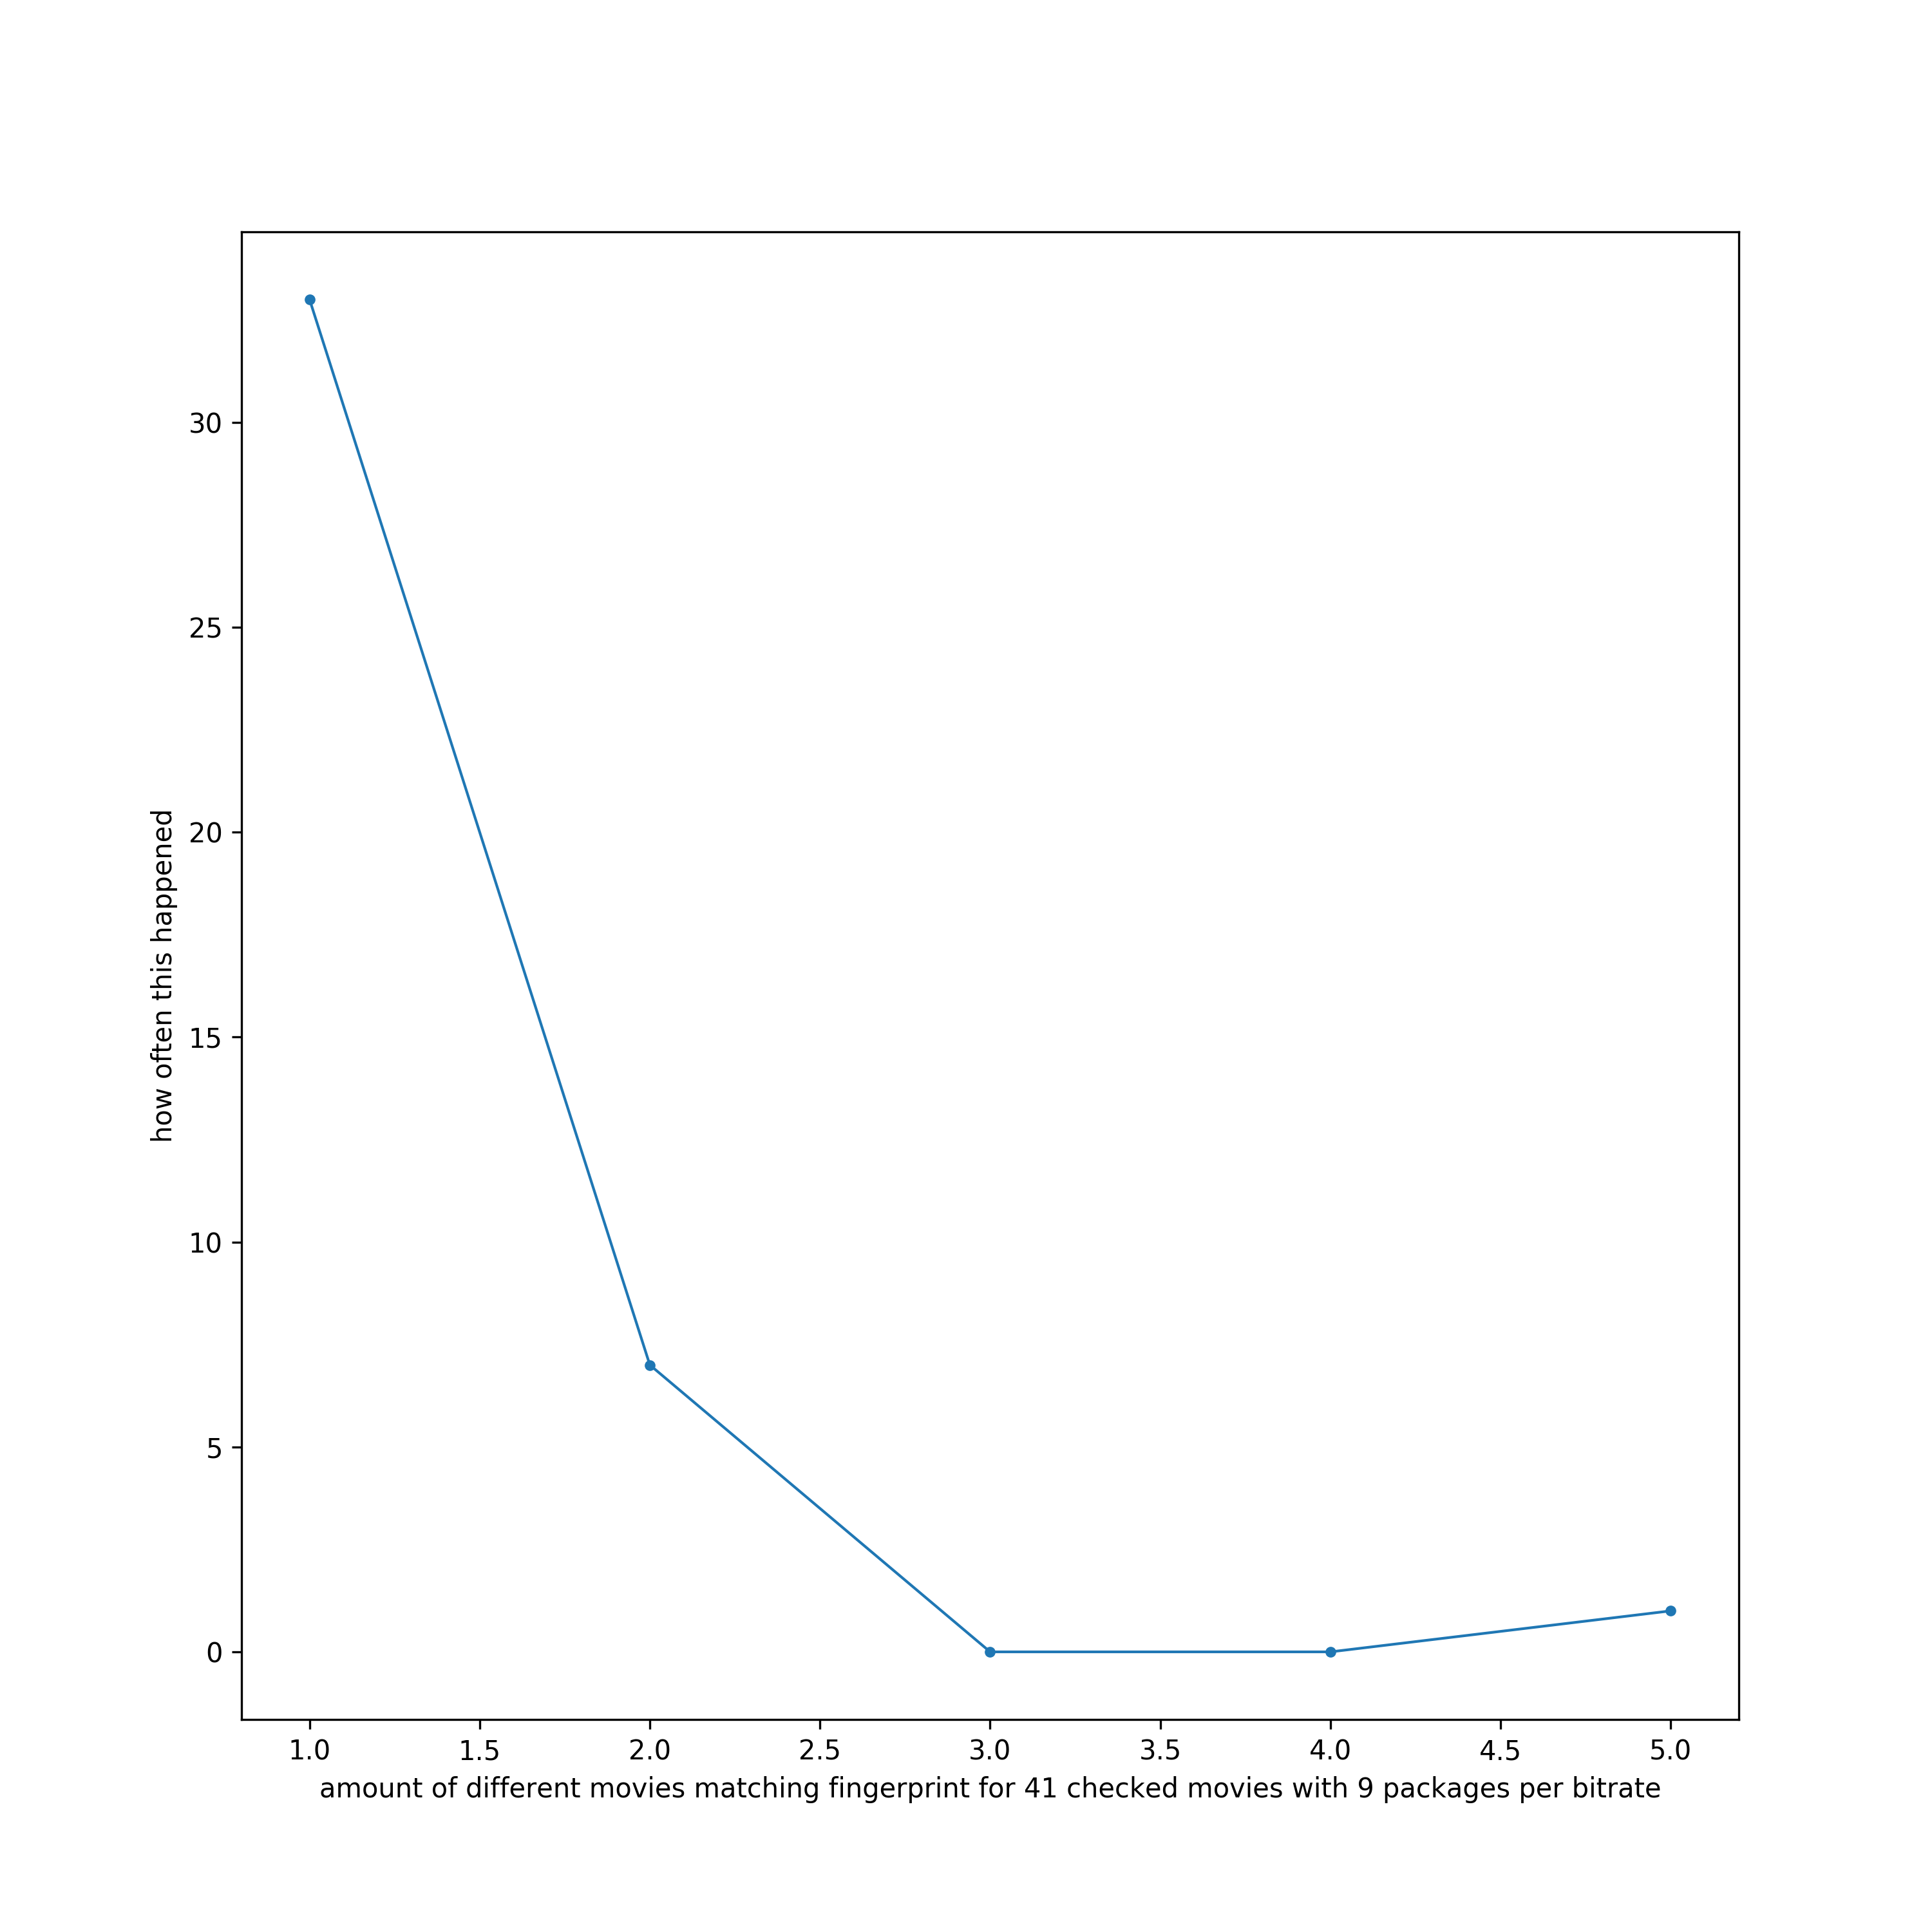 how often this happened
30
25
20
15
10
5
0
1.0 1.5 2.0 2.5 3.0 3.5 4.0 4.5 5.0
amount of different movies matching fingerprint for 41 checked movies with 9 packages per bitrate